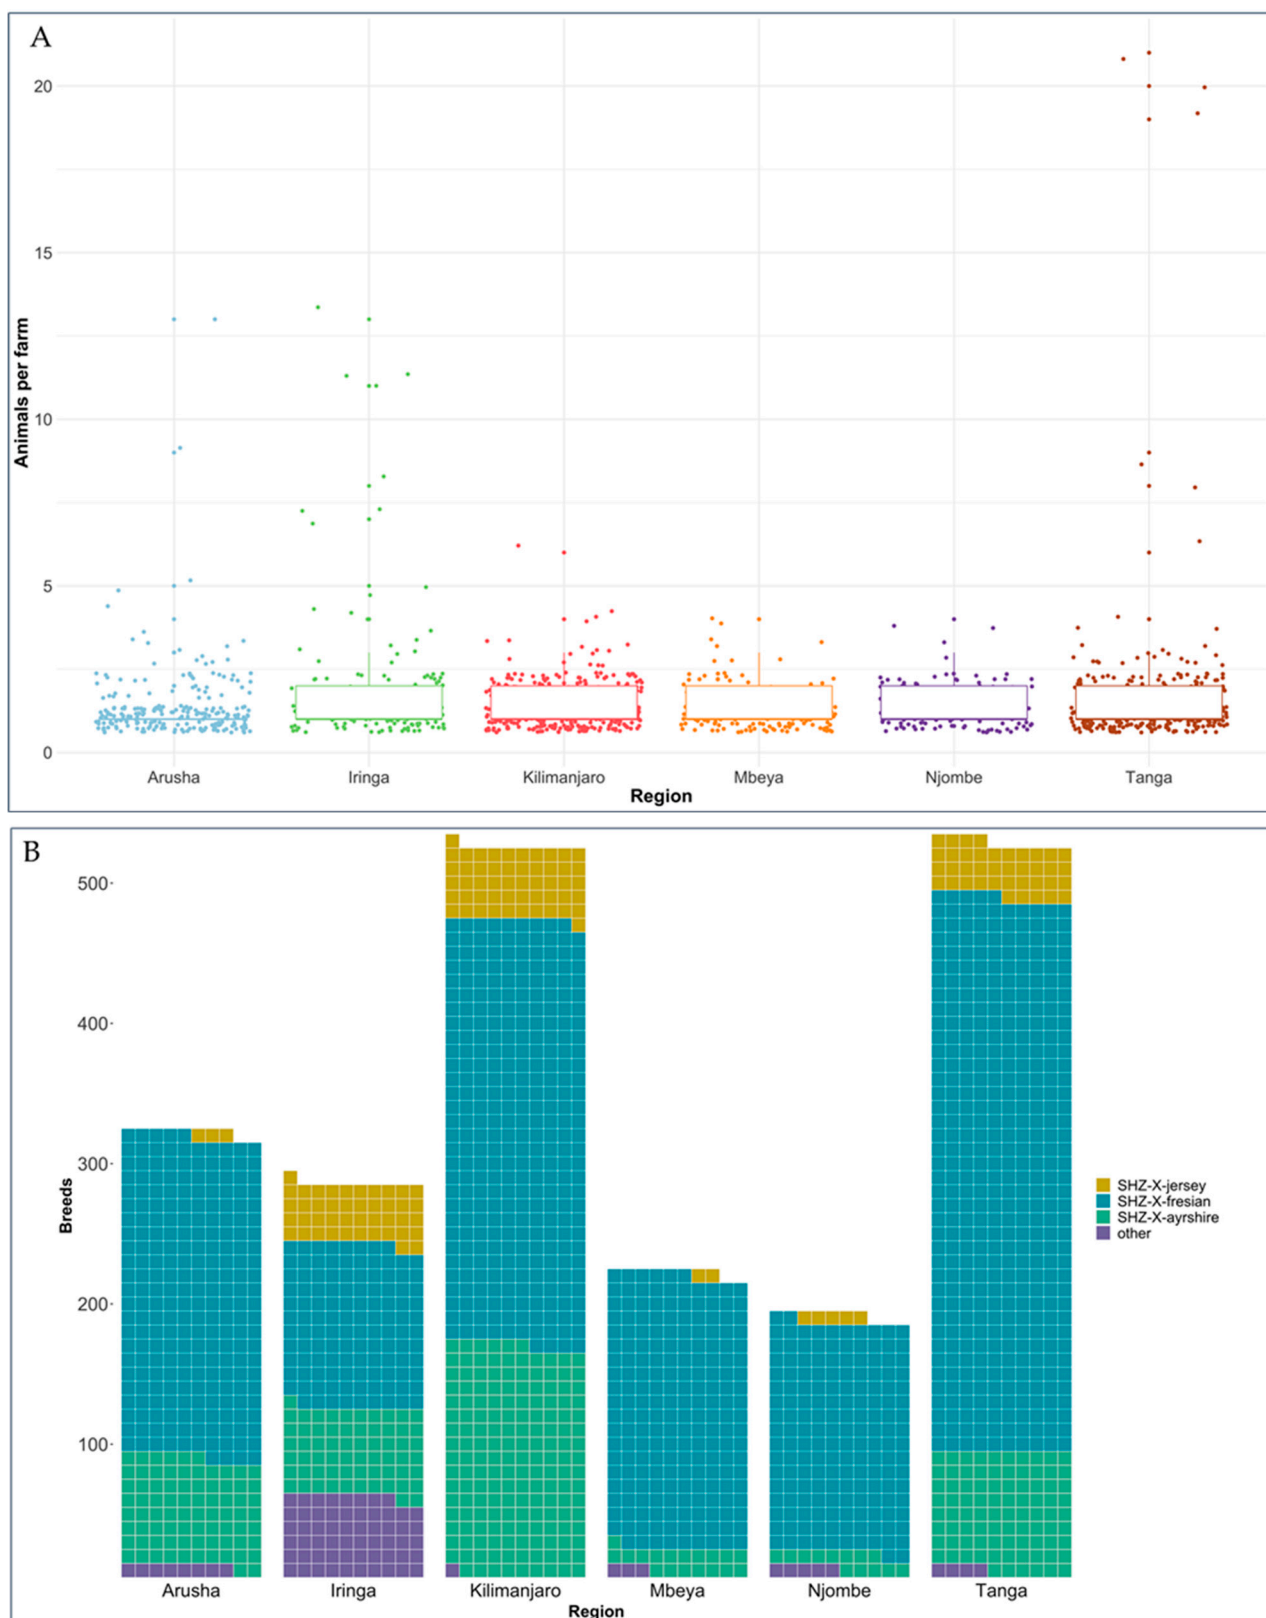 A
20
15
10
5
0
Animals per farm
Arusha Iringa Kilimanjaro Mbeya Njombe Tanga
Region
B
500
400
300
200
100
Breeds
SHZ-X-jersey
SHZ-X-fresian
SHZ-X-ayrshire
other
Arusha Iringa Kilimanjaro Mbeya Njombe Tanga
Region